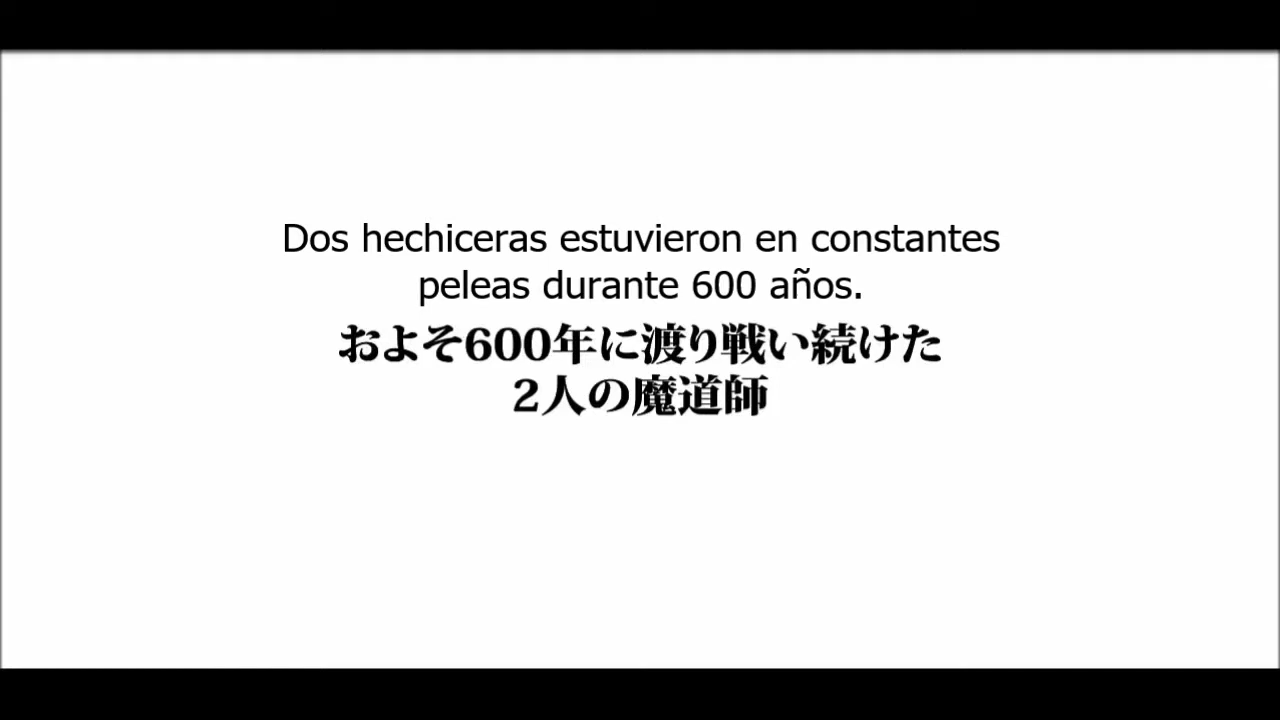 Dos hechiceras estuvieron en constantes
peleas durante 600 años.
およそ600年に渡り戦い続けた
2人の魔道師